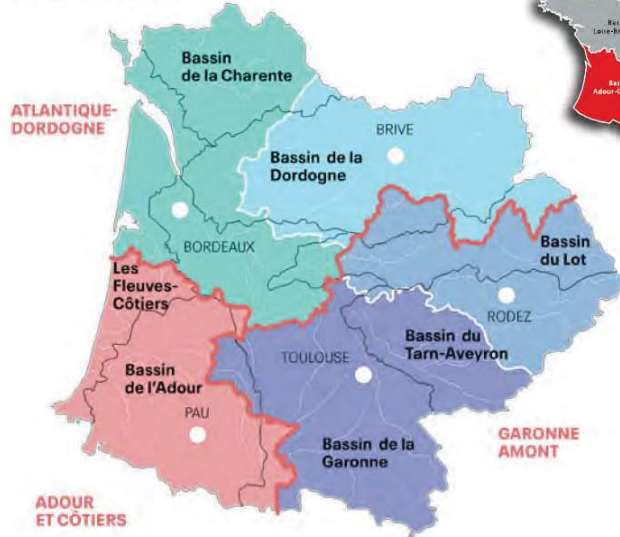 Bassin
de la Charente
ATLANTIQUE-
DORDOGNE
BRIVE
Bassin de la
Dordogne
BORDEAUX
Bassin
du Lot
Les
Fleuves-
Côtiers
RODEZ
Bassin du
Tarn-Aveyron
TOULOUSE
Bassin
de l'Adour
PAU
GARONNE
AMONT
Bassin de la
Garonne
ADOUR
ET CÔTIERS